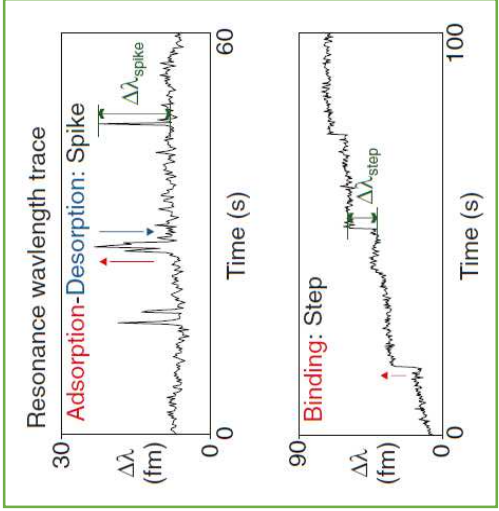 Resonance wavlength trace
30
Adsorption-Desorption: Spike
Δλspike
Δλ
(fm)
0
0
60
Time (s)
90
Binding: Step
Δλstep
Δλ
(fm)
0
0
100
Time (s)